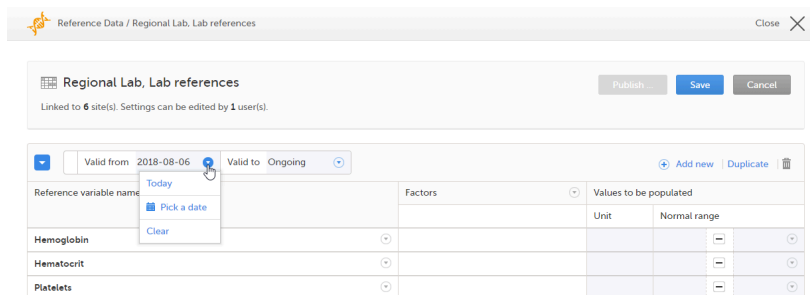 Reference Data / Regional Lab, Lab references Close
Regional Lab, Lab references Publish... Save Cancel
Linked to 6 site(s). Settings can be edited by 1 user(s).
Valid from 2018-08-06 Valid to Ongoing Add new Duplicate
Today
Reference variable name Factors Values to be populated
Pick a date
Unit Normal range
Clear
Hemoglobin
Hematocrit
Platelets